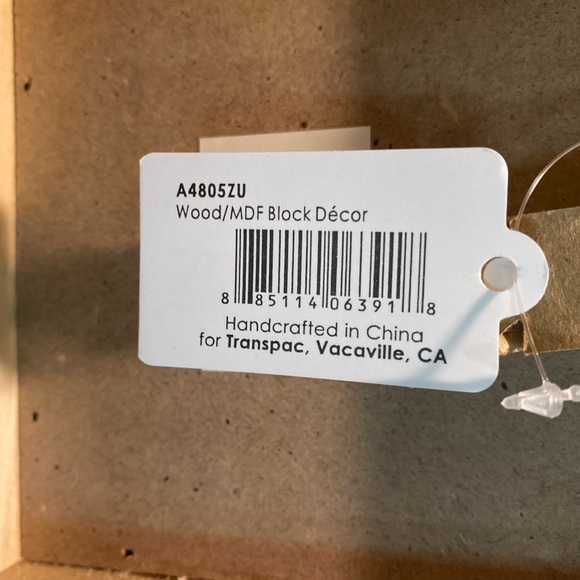 A4805ZU
Wood/MDF Block Décor
8 85114 06391 8
Handcrafted in China
for Transpac, Vacaville, CA